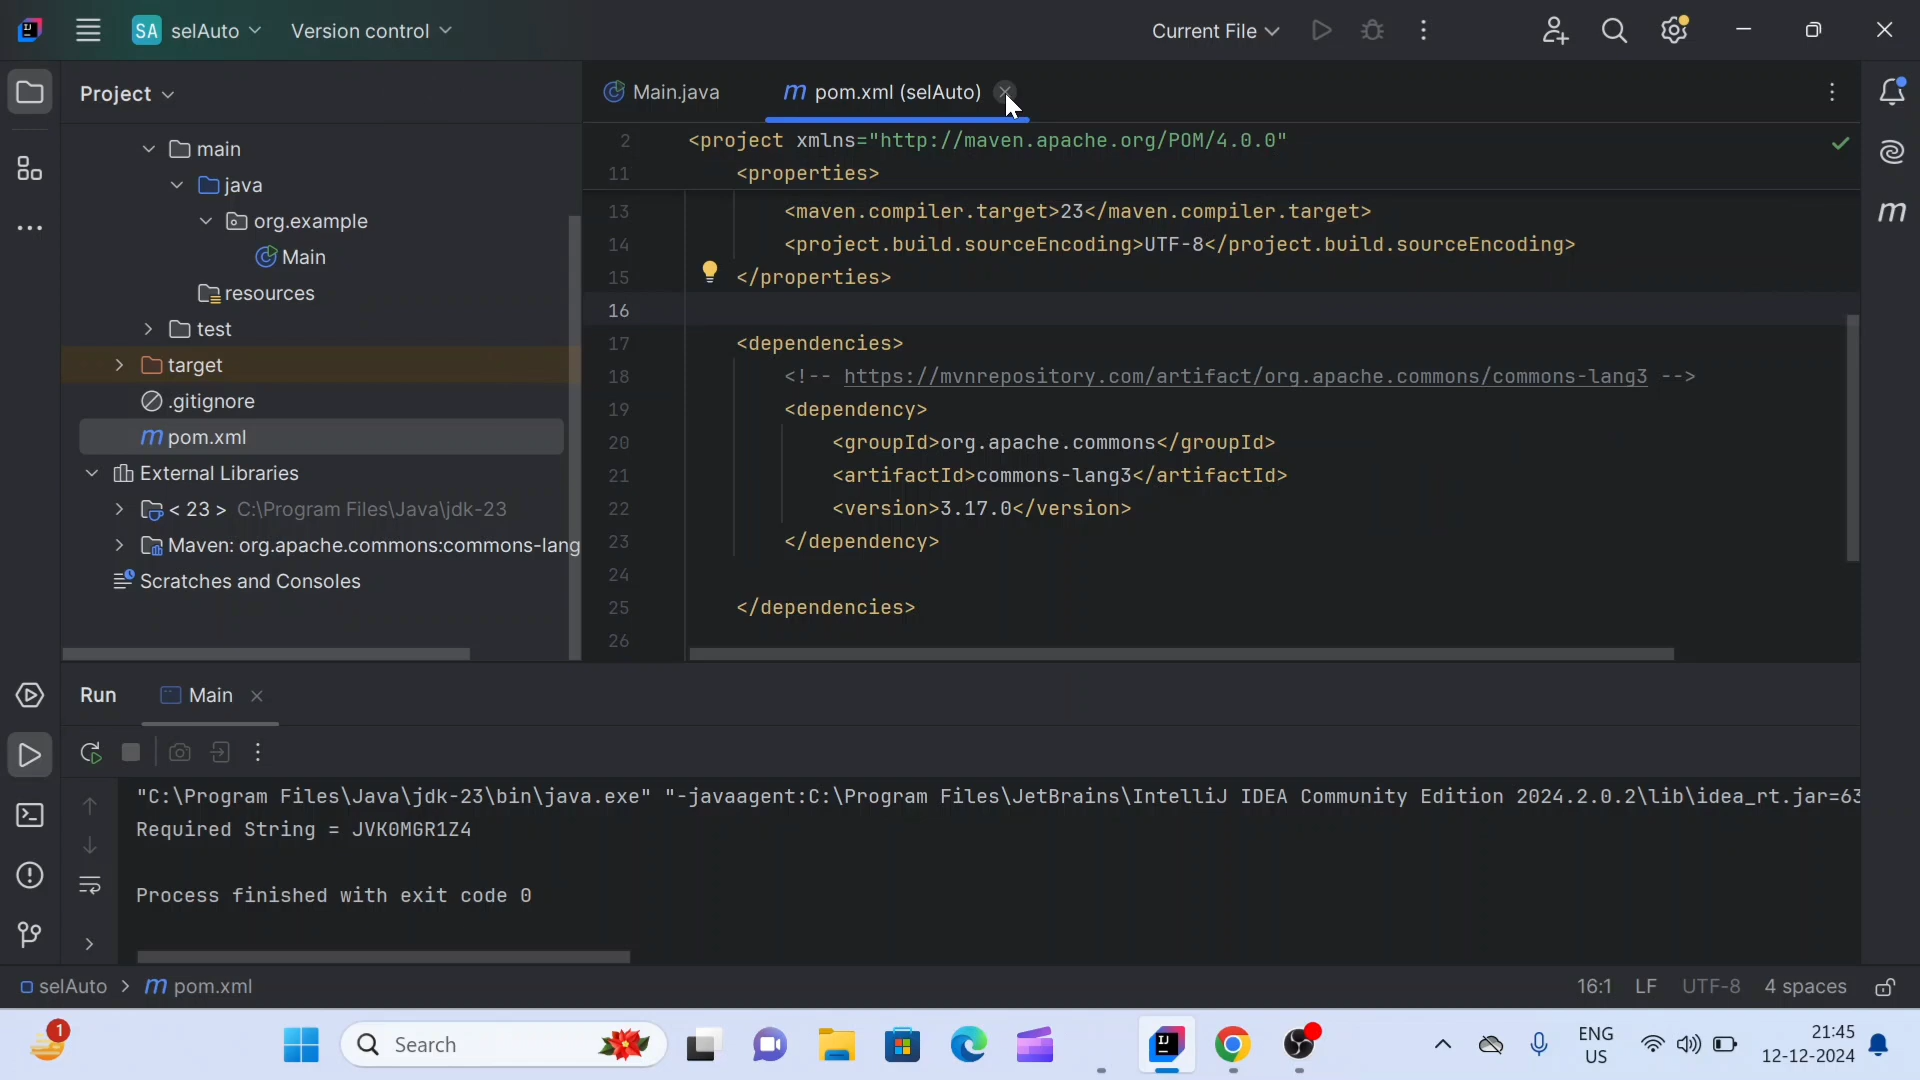 SA selAuto Version control Current File
Project
Main.java
pom.xml (selAuto)
main
java
org.example
Main
resources
test
target
.gitignore
pom.xml
External Libraries
< 23 > C:\Program Files\Java\jdk-23
Maven: org.apache.commons:commons-lang
Scratches and Consoles
2 <project xmlns="http://maven.apache.org/POM/4.0.0"
11 <properties>
13 <maven.compiler.target>23</maven.compiler.target>
14 <project.build.sourceEncoding>UTF-8</project.build.sourceEncoding>
15 </properties>
16
17 <dependencies>
18 <!-- https://mvnrepository.com/artifact/org.apache.commons/commons-lang3 -->
19 <dependency>
20 <groupId>org.apache.commons</groupId>
21 <artifactId>commons-lang3</artifactId>
22 <version>3.17.0</version>
23 </dependency>
24
25 </dependencies>
26
Run Main
"C:\Program Files\Java\jdk-23\bin\java.exe" "-javaagent:C:\Program Files\JetBrains\IntelliJ IDEA Community Edition 2024.2.0.2\lib\idea_rt.jar=63
Required String = JVK0MGR1Z4
Process finished with exit code 0
selAuto > m pom.xml 16:1 LF UTF-8 4 spaces
1 Search ENG 21:45
US 12-12-2024